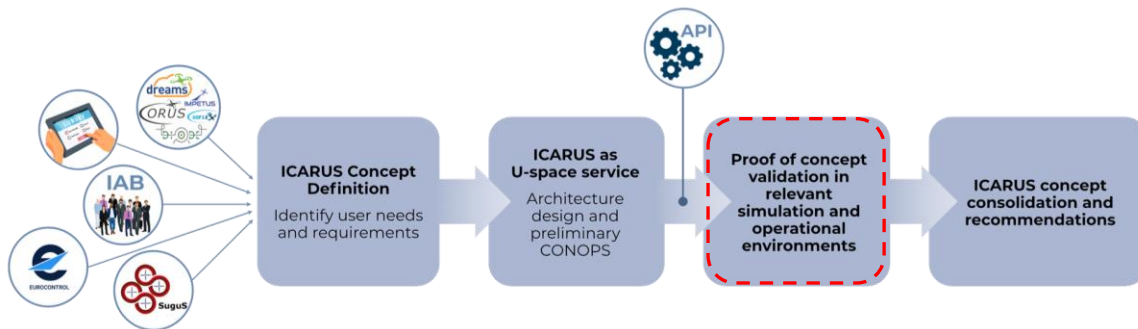 API
dreams
IMPETUS
CORUS
IAB
EUROCONTROL
SuguS
ICARUS Concept
Definition
Identify user needs
and requirements
ICARUS as
U-space service
Architecture
design and
preliminary
CONOPS
Proof of concept
validation in
relevant
simulation and
operational
environments
ICARUS concept
consolidation and
recommendations